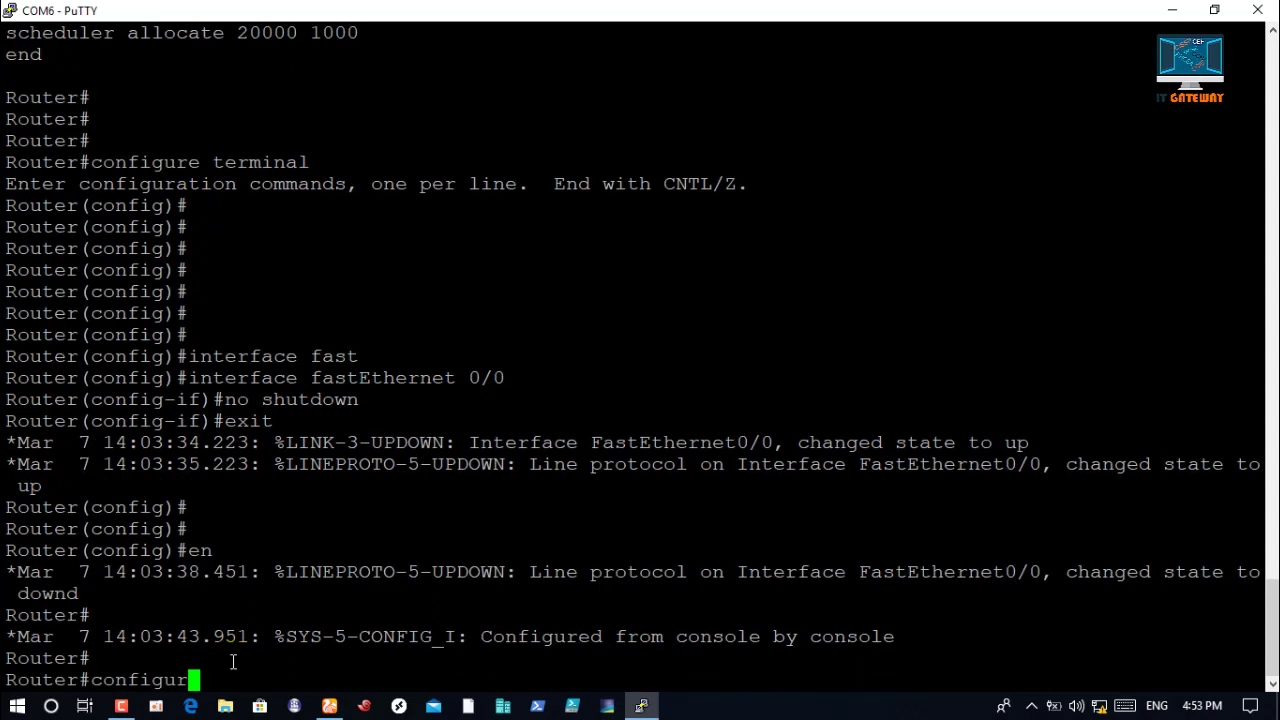 COM6 - PuTTY
scheduler allocate 20000 1000
end
Router#
Router#
Router#
Router#configure terminal
Enter configuration commands, one per line.  End with CNTL/Z.
Router(config)#
Router(config)#
Router(config)#
Router(config)#
Router(config)#
Router(config)#
Router(config)#
Router(config)#interface fast
Router(config)#interface fastEthernet 0/0
Router(config-if)#no shutdown
Router(config-if)#exit
*Mar  7 14:03:34.223: %LINK-3-UPDOWN: Interface FastEthernet0/0, changed state to up
*Mar  7 14:03:35.223: %LINEPROTO-5-UPDOWN: Line protocol on Interface FastEthernet0/0, changed state to
 up
Router(config)#
Router(config)#
Router(config)#en
*Mar  7 14:03:38.451: %LINEPROTO-5-UPDOWN: Line protocol on Interface FastEthernet0/0, changed state to
 downd
Router#
*Mar  7 14:03:43.951: %SYS-5-CONFIG_I: Configured from console by console
Router#
Router#configur
IT GATEWAY
ENG
4:53 PM